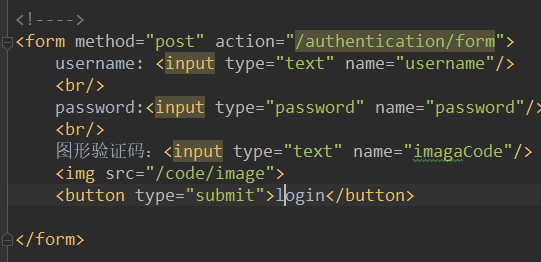 <!---->
<form method="post" action="/authentication/form">
username: <input type="text" name="username"/>
<br/>
password:<input type="password" name="password"/>
<br/>
图形验证码：<input type="text" name="imagaCode"/>
<img src="/code/image">
<button type="submit">login</button>
</form>